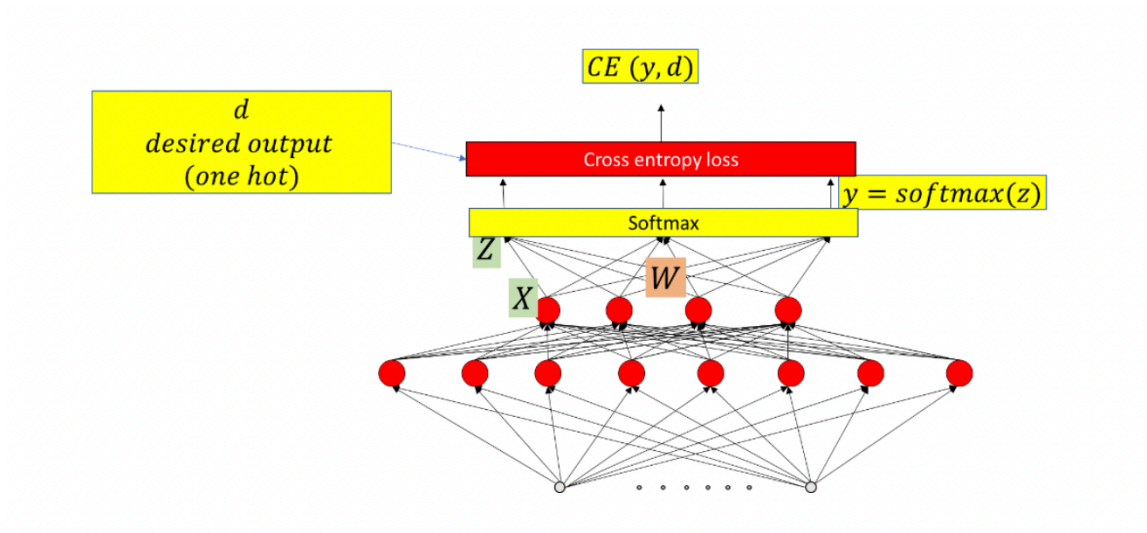 CE (y, d)
d
desired output
(one hot)
Cross entropy loss
y = softmax(z)
Softmax
Z
W
X